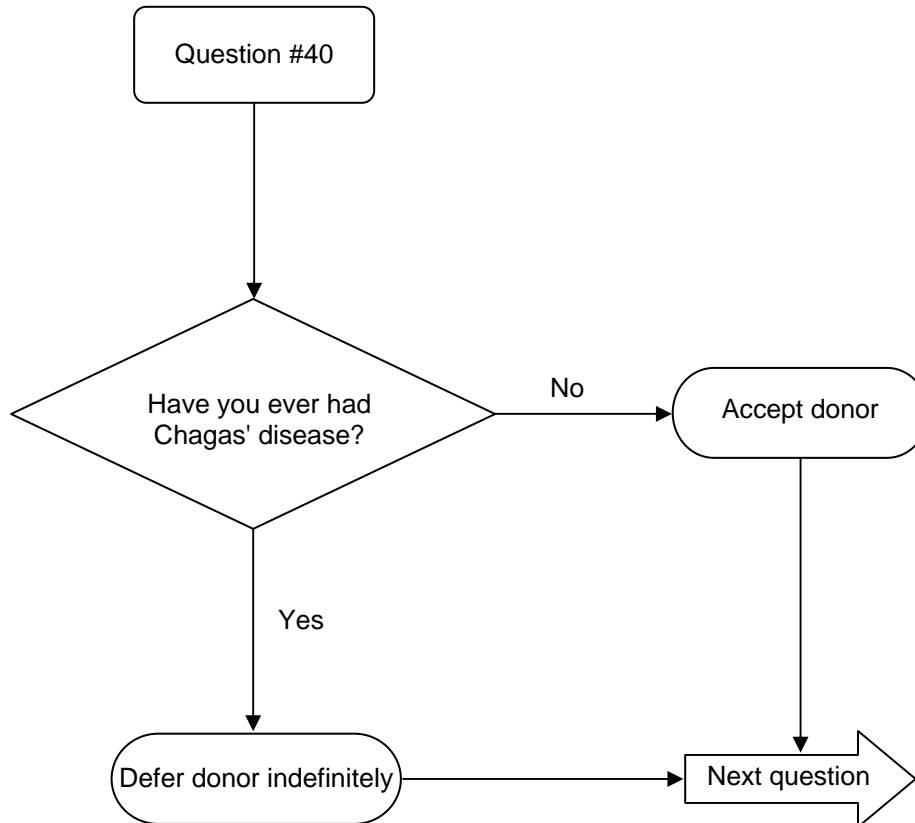 Question #40
Have you ever had
Chagas' disease?
No
Accept donor
Yes
Defer donor indefinitely
Next question